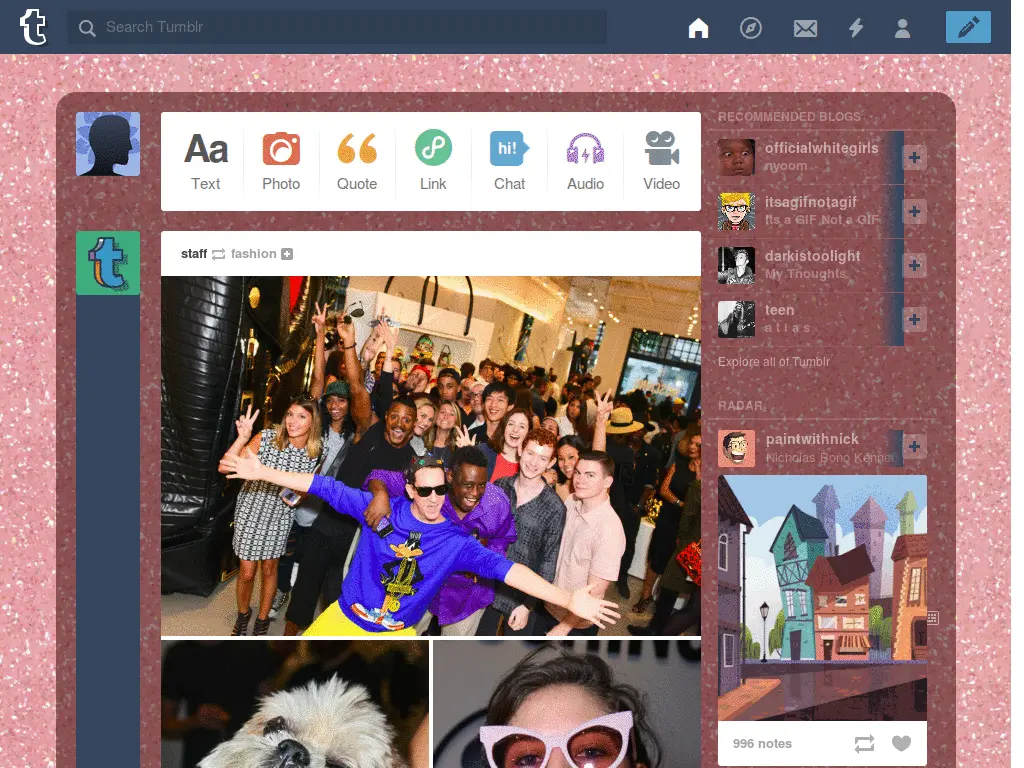 Search Tumblr
Aa
Text
Photo
Quote
Link
hi!
Chat
Audio
Video
staff fashion
RECOMMENDED BLOGS
officialwhitegirls
nyoom
itsagifnotagif
Its a GIF Not a GIF
darkistoolight
My Thoughts
teen
a t l a s
Explore all of Tumblr
RADAR
paintwithnick
Nicholas Bono Kenne
996 notes